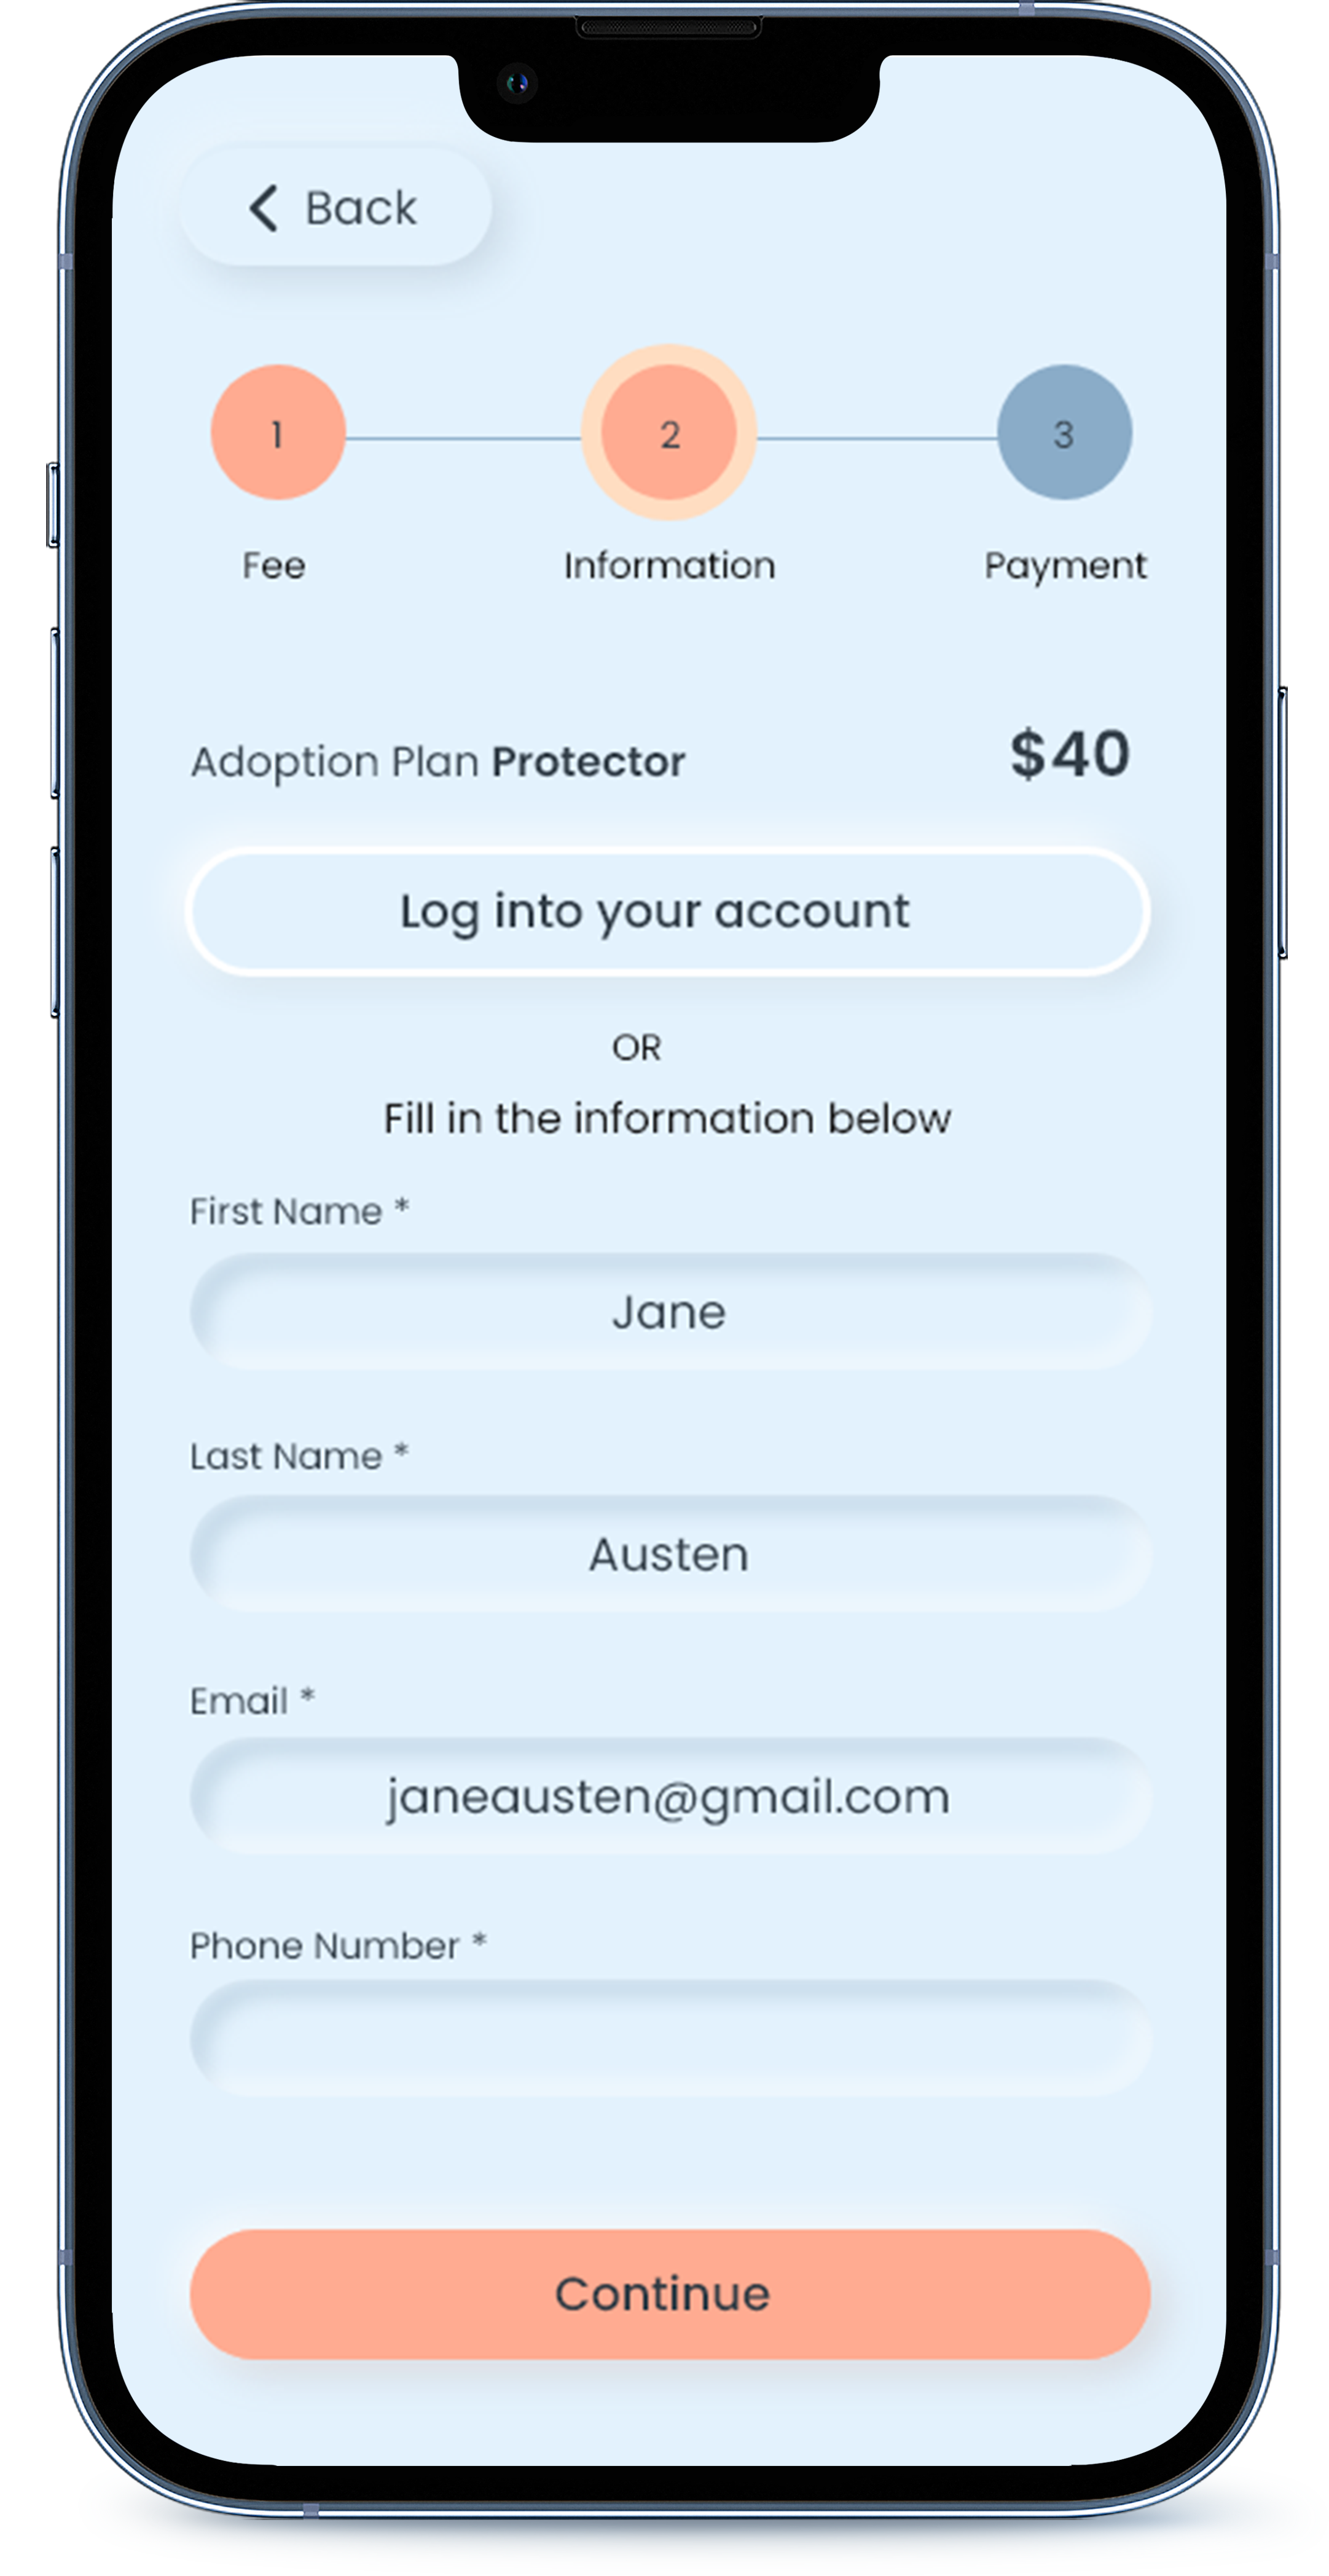 Back
1
2
3
Fee
Information
Payment
Adoption Plan Protector
$40
Log into your account
OR
Fill in the information below
First Name *
Jane
Last Name *
Austen
Email *
janeausten@gmail.com
Phone Number *
Continue